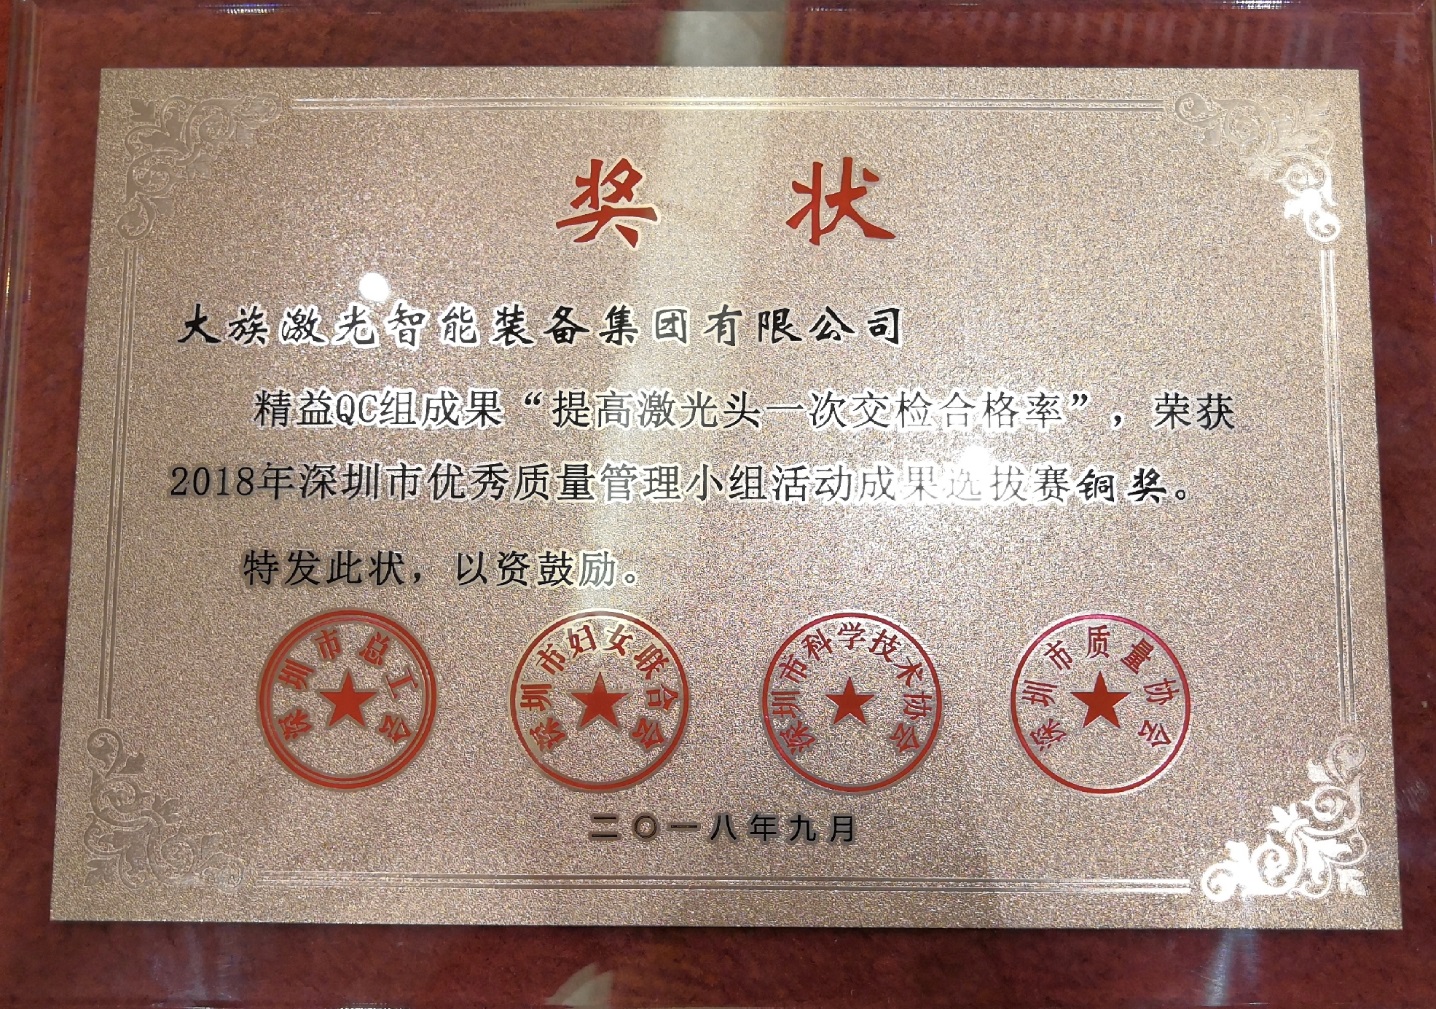 奖 状
大族激光智能装备集团有限公司
精益QC组成果“提高激光头一次交检合格率”，荣获
2018年深圳市优秀质量管理小组活动成果选拔赛铜奖。
特发此状，以资鼓励。
深圳市总工会
深圳市妇女联合会
深圳市科学技术协会
深圳市质量协会
二〇一八年九月